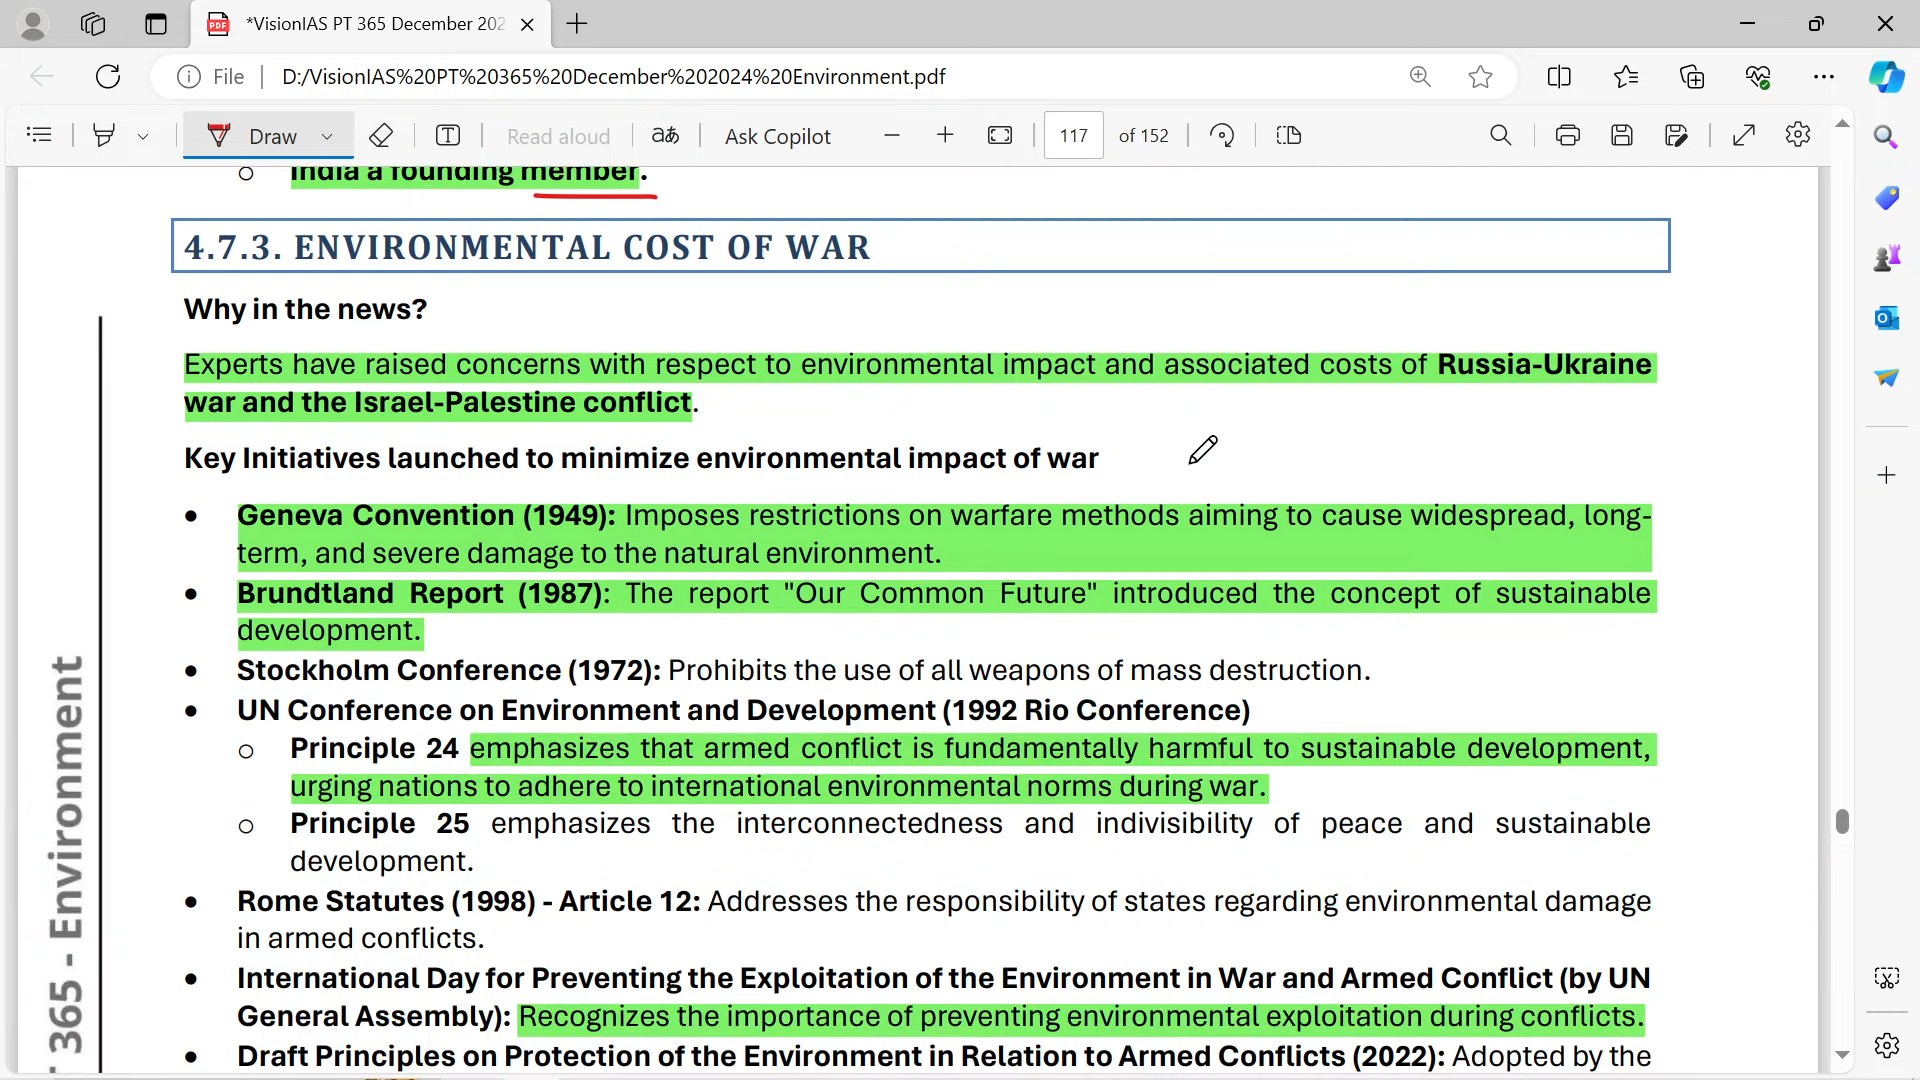 *VisionIAS PT 365 December 202
File
D:/VisionIAS%20PT%20365%20December%202024%20Environment.pdf
Draw
Read aloud
Ask Copilot
117 of 152
India a founding member.
4.7.3. ENVIRONMENTAL COST OF WAR
Why in the news?
Experts have raised concerns with respect to environmental impact and associated costs of Russia-Ukraine
war and the Israel-Palestine conflict.
Key Initiatives launched to minimize environmental impact of war
• Geneva Convention (1949): Imposes restrictions on warfare methods aiming to cause widespread, long-
term, and severe damage to the natural environment.
• Brundtland Report (1987): The report "Our Common Future" introduced the concept of sustainable
development.
• Stockholm Conference (1972): Prohibits the use of all weapons of mass destruction.
• UN Conference on Environment and Development (1992 Rio Conference)
o Principle 24 emphasizes that armed conflict is fundamentally harmful to sustainable development,
urging nations to adhere to international environmental norms during war.
o Principle 25 emphasizes the interconnectedness and indivisibility of peace and sustainable
development.
• Rome Statutes (1998) - Article 12: Addresses the responsibility of states regarding environmental damage
in armed conflicts.
• International Day for Preventing the Exploitation of the Environment in War and Armed Conflict (by UN
General Assembly): Recognizes the importance of preventing environmental exploitation during conflicts.
• Draft Principles on Protection of the Environment in Relation to Armed Conflicts (2022): Adopted by the
365 - Environment